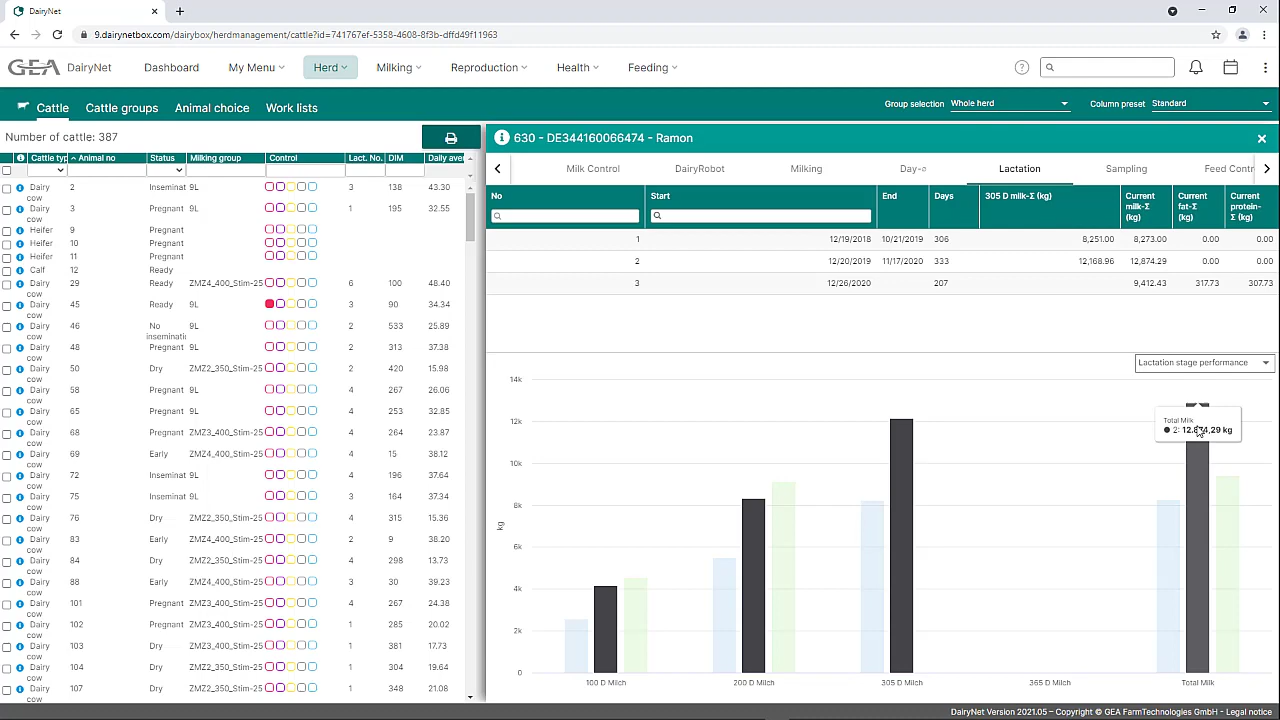 DairyNet
9.dairynetbox.com/dairybox/herdmanagement/cattle?id=741767ef-5358-4608-8f3b-dffd49f11963
GEA DairyNet Dashboard My Menu Herd Milking Reproduction Health Feeding
Cattle Cattle groups Animal choice Work lists Group selection Whole herd Column preset Standard
Number of cattle: 387
Cattle typ Animal no Status Milking group Control Lact. No. DIM Daily aver
Dairy cow 2 Inseminat 9L 3 138 43.30
Dairy cow 3 Pregnant 9L 1 195 32.55
Heifer 9 Pregnant
Heifer 10 Pregnant
Heifer 11 Pregnant
Calf 12 Ready
Dairy cow 29 Ready ZMZ4_400_Stim-25 6 100 48.40
Dairy cow 45 Ready 9L 3 90 34.34
Dairy cow 46 No inseminatio 9L 2 533 25.89
Dairy cow 48 Pregnant 9L 2 313 37.38
Dairy cow 50 Dry ZMZ2_350_Stim-25 2 420 15.98
Dairy cow 58 Pregnant 9L 4 267 26.06
Dairy cow 65 Pregnant 9L 4 253 32.85
Dairy cow 68 Pregnant ZMZ3_400_Stim-25 4 264 23.87
Dairy cow 69 Early ZMZ4_400_Stim-25 4 15 38.12
Dairy cow 72 Inseminat 9L 4 196 37.64
Dairy cow 75 Inseminat 9L 3 164 37.34
Dairy cow 76 Dry ZMZ2_350_Stim-25 4 315 15.36
Dairy cow 83 Early ZMZ4_400_Stim-25 2 9 38.20
Dairy cow 84 Dry ZMZ2_350_Stim-25 4 298 13.73
Dairy cow 88 Early ZMZ4_400_Stim-25 3 30 39.23
Dairy cow 101 Pregnant ZMZ3_400_Stim-25 4 267 24.38
Dairy cow 102 Pregnant ZMZ3_400_Stim-25 1 285 20.02
Dairy cow 103 Dry ZMZ3_400_Stim-25 1 381 17.73
Dairy cow 104 Dry ZMZ2_350_Stim-25 1 304 19.64
Dairy cow 107 Dry ZMZ2_350_Stim-25 1 348 21.08
630 - DE344160066474 - Ramon
Milk Control DairyRobot Milking Day-⌀ Lactation Sampling Feed Contr
No Start End Days 305 D milk-Σ (kg) Current milk-Σ (kg) Current fat-Σ (kg) Current protein-Σ (kg)
1 12/19/2018 10/21/2019 306 8,251.00 8,273.00 0.00 0.00
2 12/20/2019 11/17/2020 333 12,168.96 12,874.29 0.00 0.00
3 12/26/2020 207 9,412.43 317.73 307.73
Lactation stage performance
14k
12k
10k
8k
6k
4k
2k
0
kg
Total Milk
2: 12,874.29 kg
100 D Milch 200 D Milch 305 D Milch 365 D Milch Total Milk
DairyNet Version 2021.05 – Copyright © GEA FarmTechnologies GmbH - Legal notice